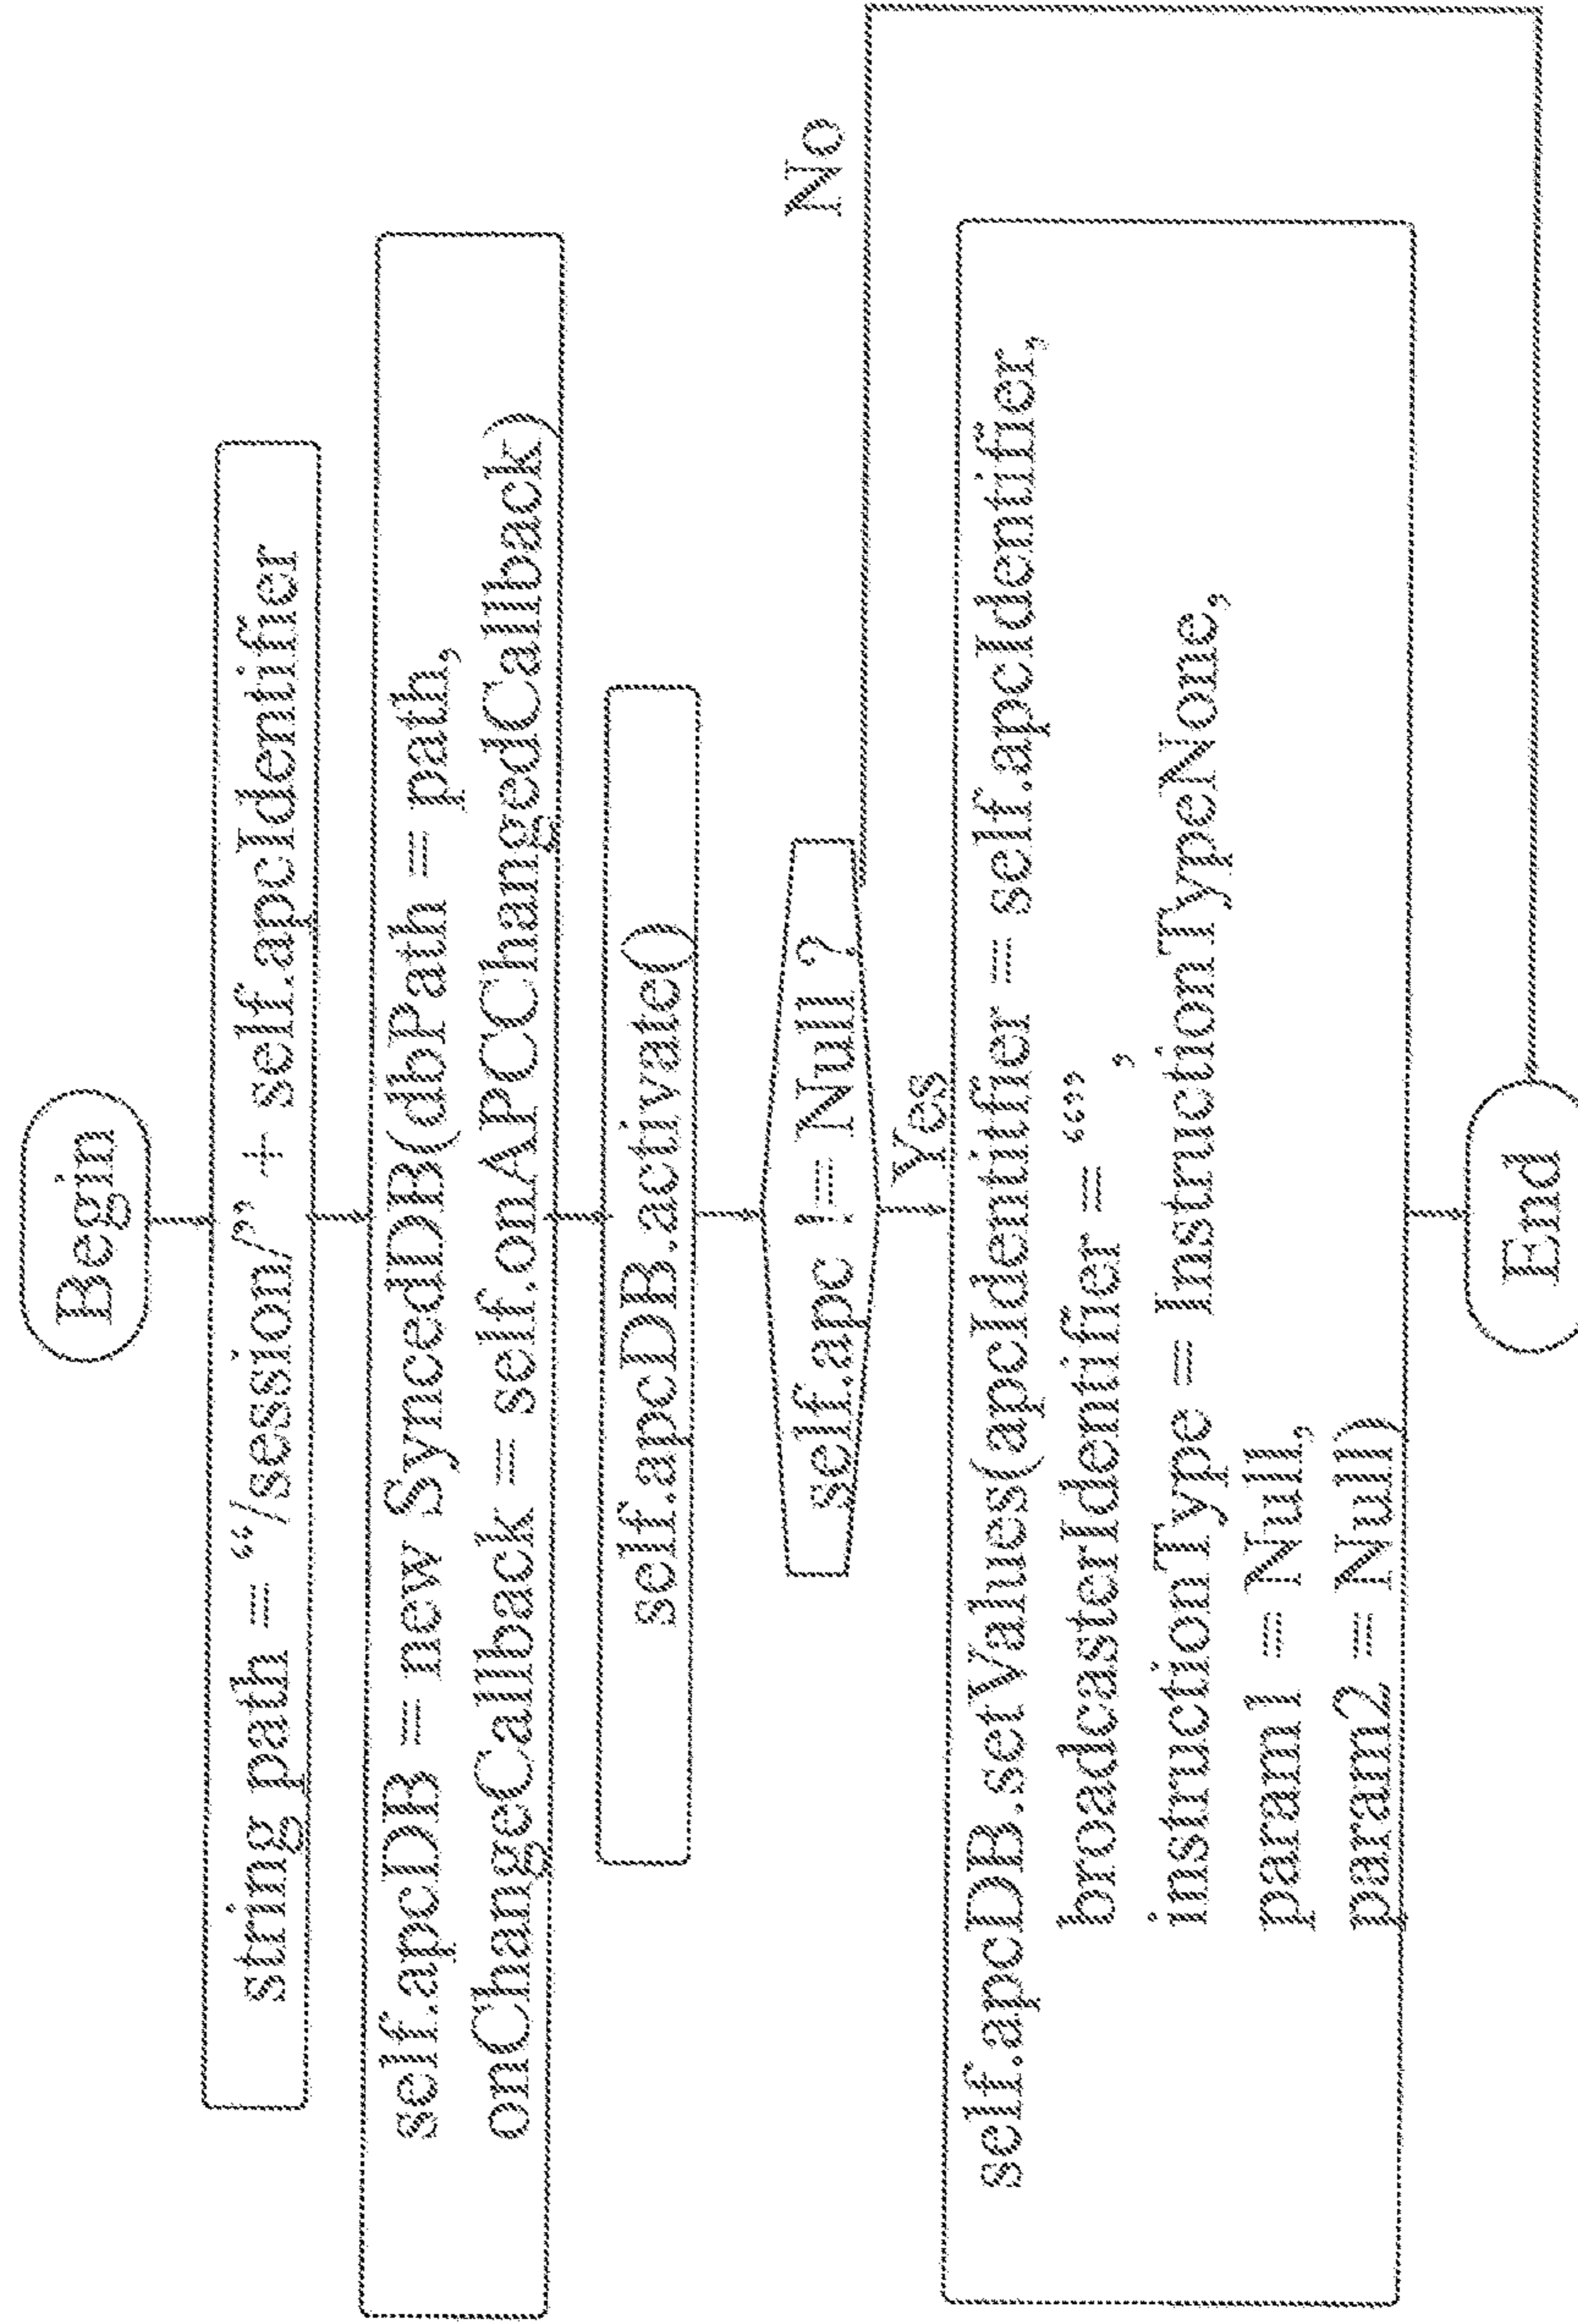 Begin
string path = “/session/” + self.apcIdentifier
self.apcDB = new SyncedDB(dbPath = path,
onChangeCallback = self.onAPCChangedCallback)
self.apcDB.activate()
self.apc != Null ?
No
Yes
self.apcDB.setValues(apcIdentifier = self.apcIdentifier,
broadcasterIdentifier = “” ,
instructionType = InstructionTypeNone,
param1 = Null,
param2 = Null)
End